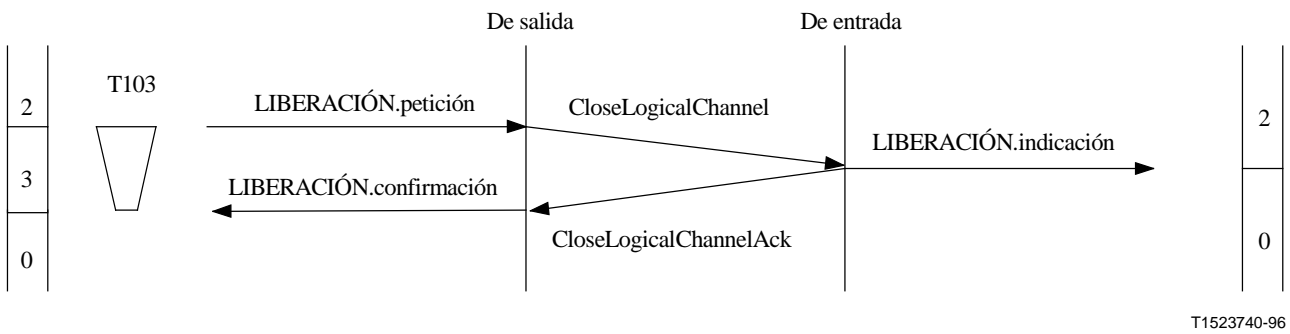 De salida
De entrada
T103
2
LIBERACIÓN.petición
CloseLogicalChannel
2
LIBERACIÓN.indicación
3
LIBERACIÓN.confirmación
CloseLogicalChannelAck
0
0
T1523740-96